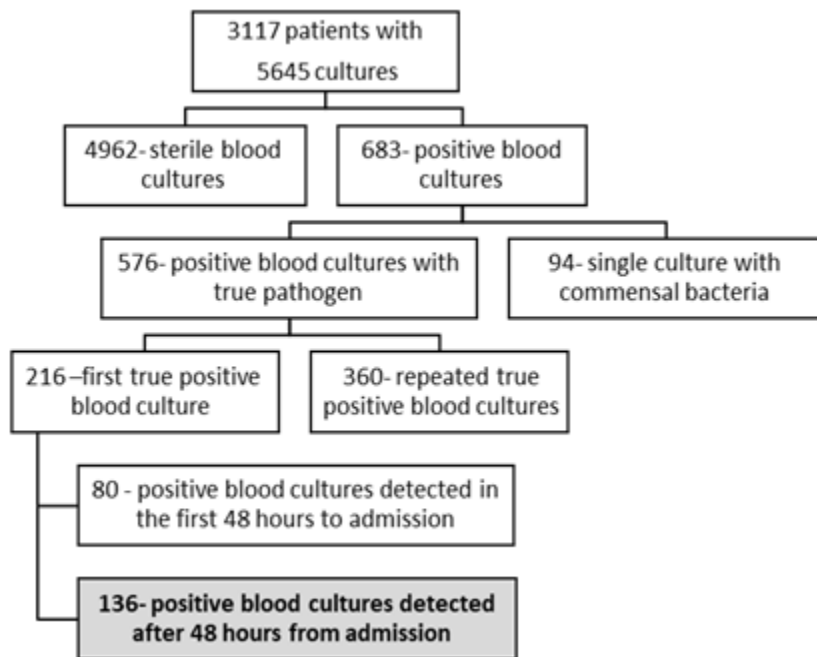 3117 patients with
5645 cultures
4962- sterile blood
cultures
683- positive blood
cultures
576- positive blood cultures with
true pathogen
94- single culture with
commensal bacteria
216 –first true positive
blood culture
360- repeated true
positive blood cultures
80 - positive blood cultures detected in
the first 48 hours to admission
136- positive blood cultures detected
after 48 hours from admission